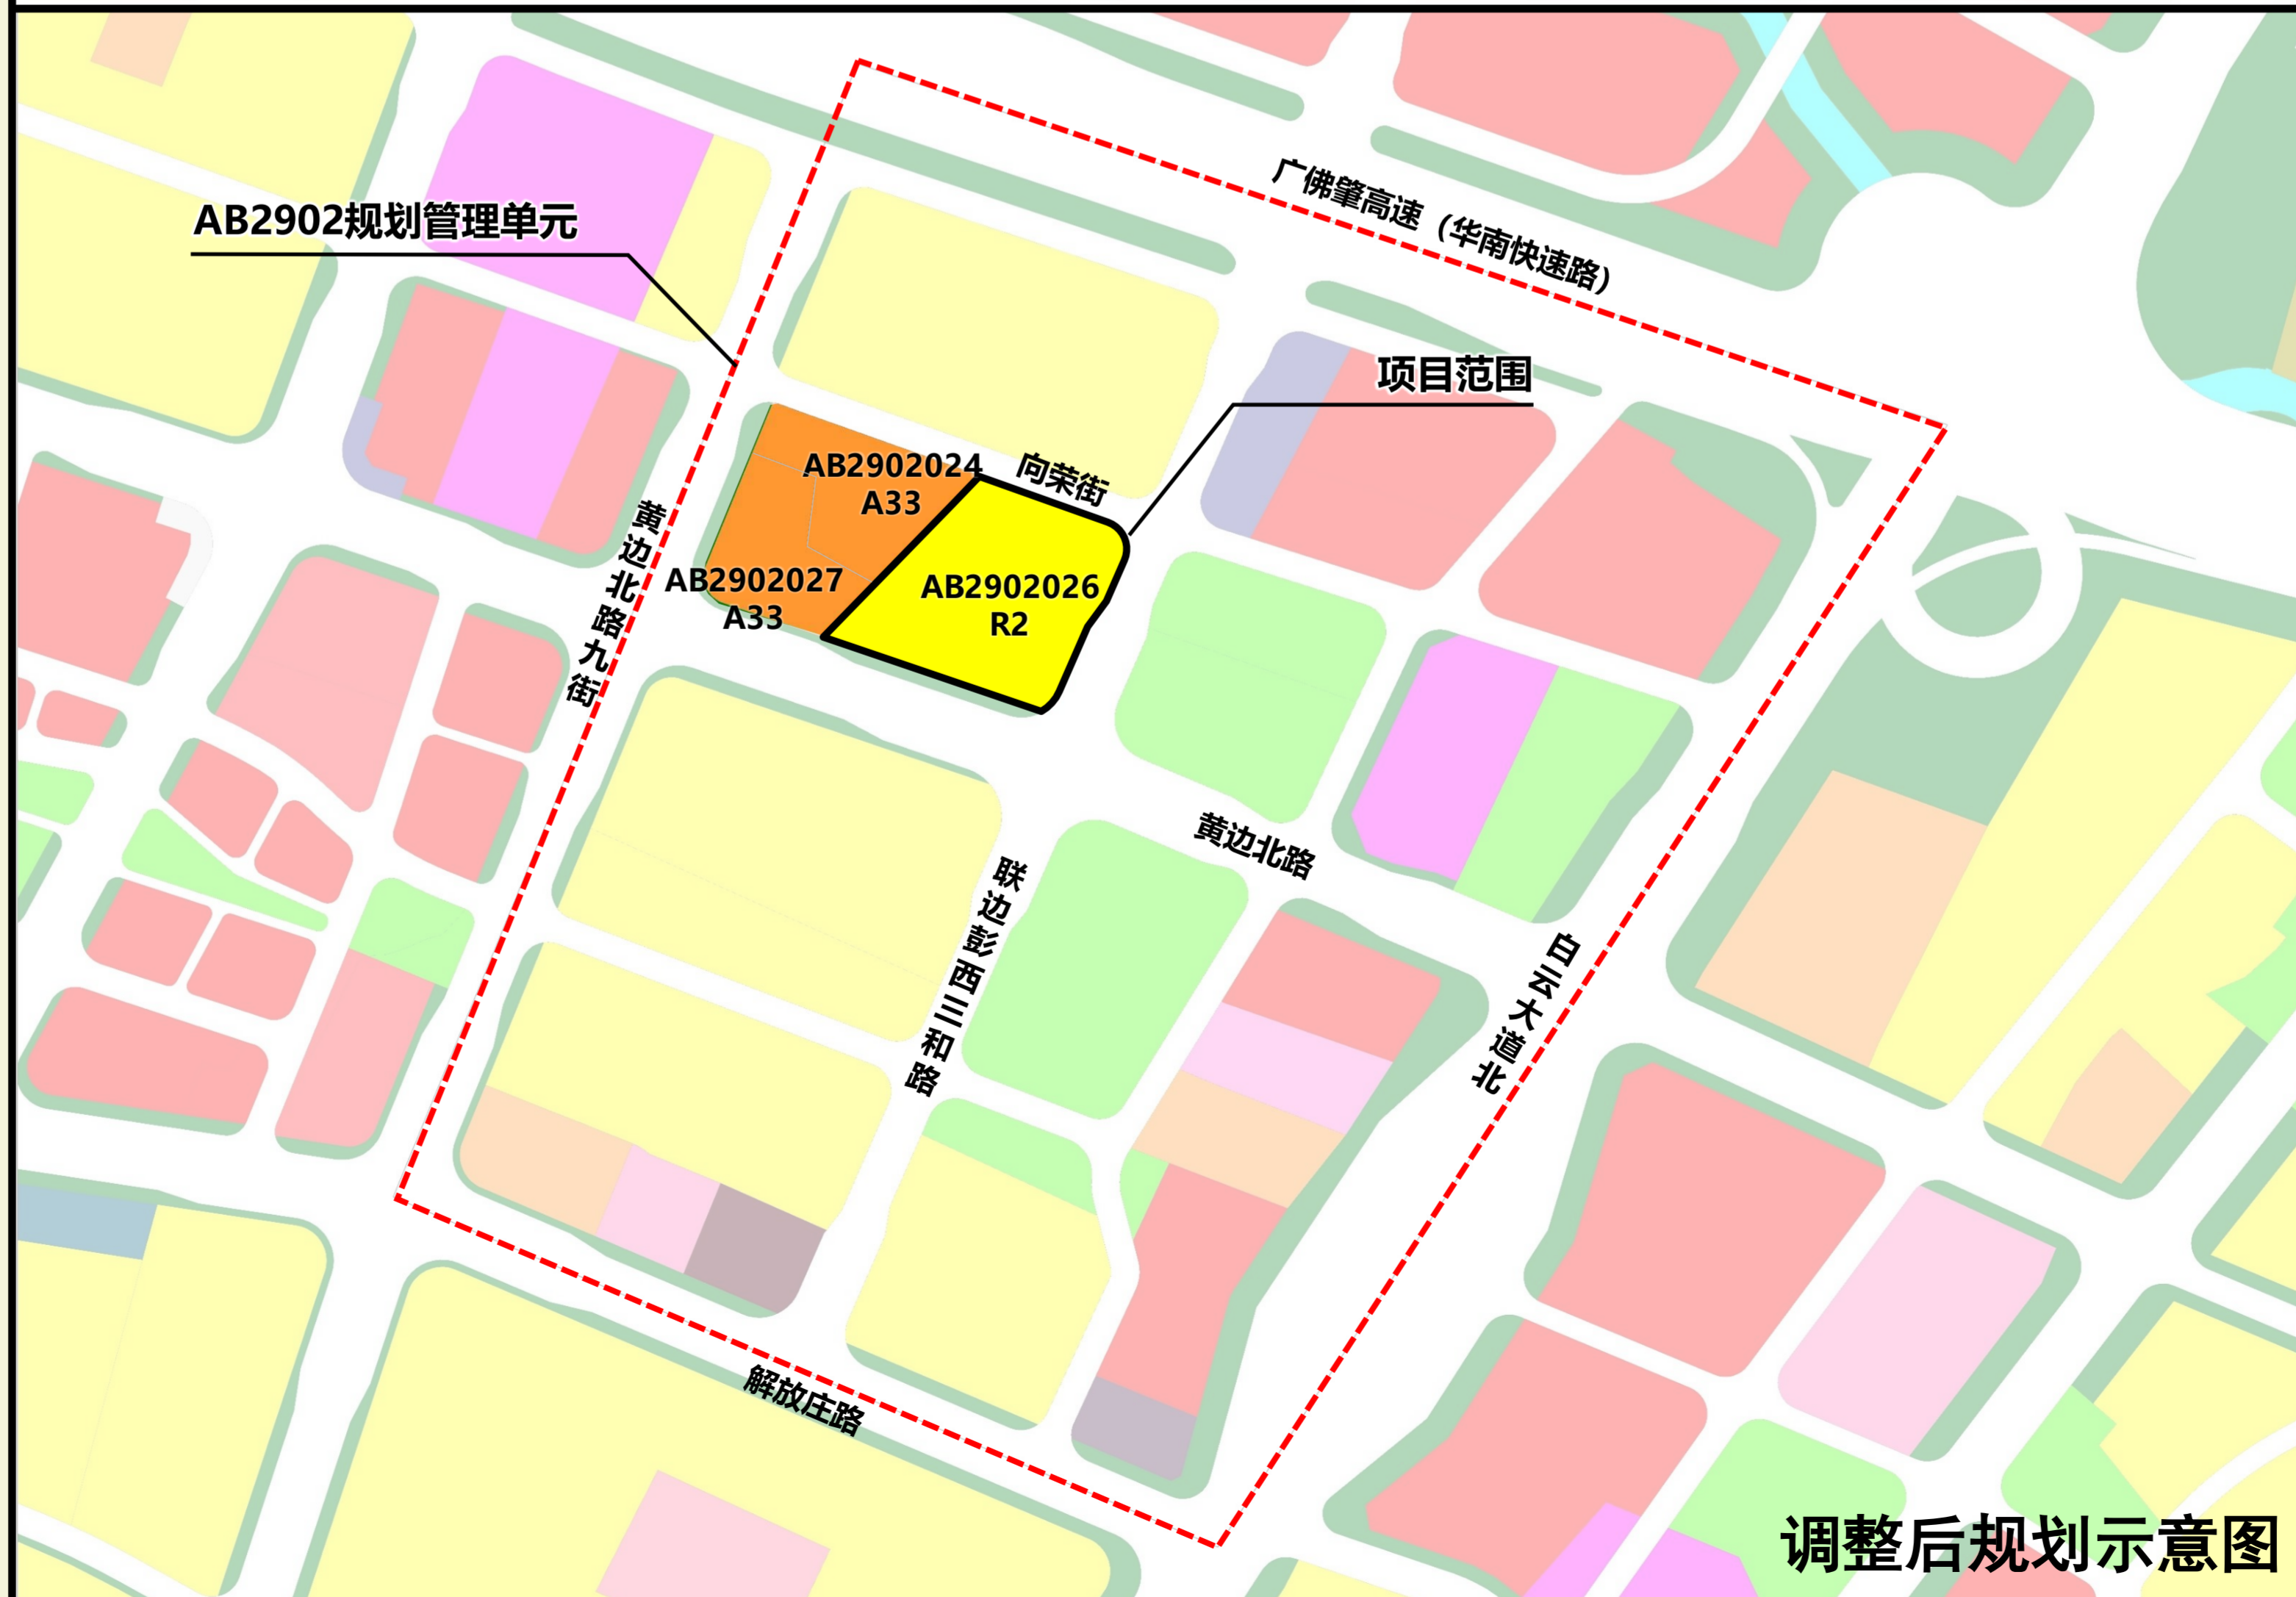 广佛肇高速（华南快速路）
AB2902规划管理单元
项目范围
AB2902024
A33
向荣街
黄边北路九街
AB2902027
A33
AB2902026
R2
黄边北路
联边彭西三和路
白云大道北
解放庄路
调整后规划示意图